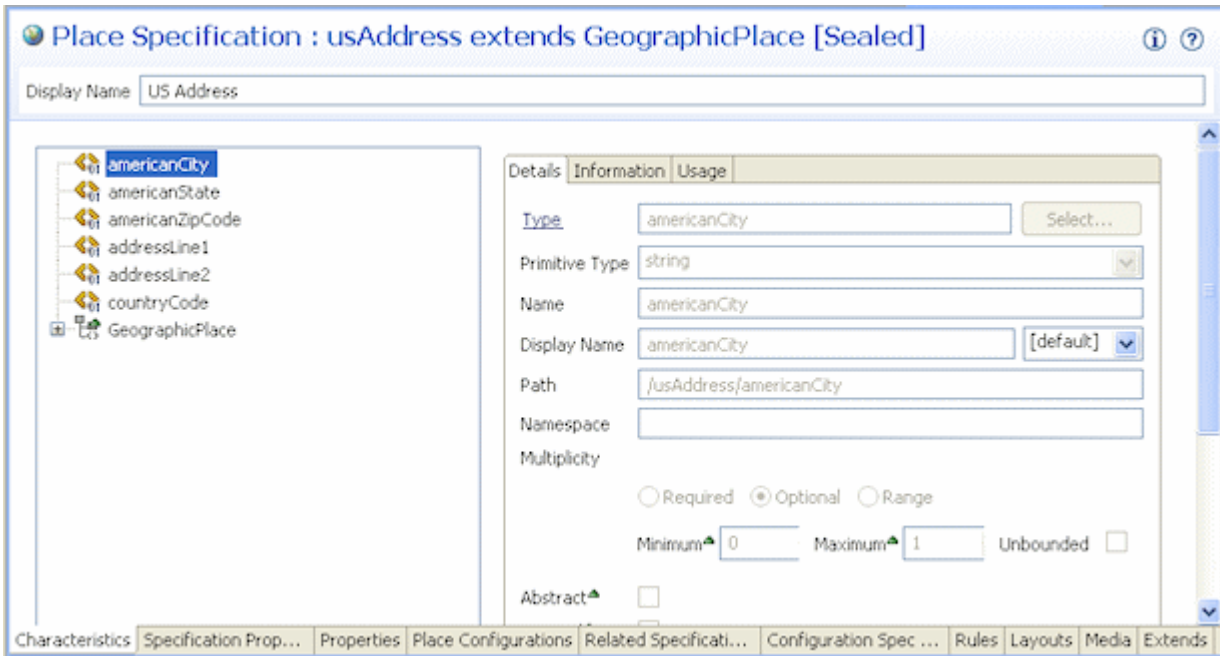 Place Specification : usAddress extends GeographicPlace [Sealed]
Display Name US Address
americanCity
americanState
americanZipCode
addressLine1
addressLine2
countryCode
GeographicPlace
Details Information Usage
Type americanCity Select...
Primitive Type string
Name americanCity
Display Name americanCity [default]
Path /usAddress/americanCity
Namespace
Multiplicity
Required Optional Range
Minimum 0 Maximum 1 Unbounded
Abstract
Characteristics Specification Prop... Properties Place Configurations Related Specificati... Configuration Spec ... Rules Layouts Media Extends